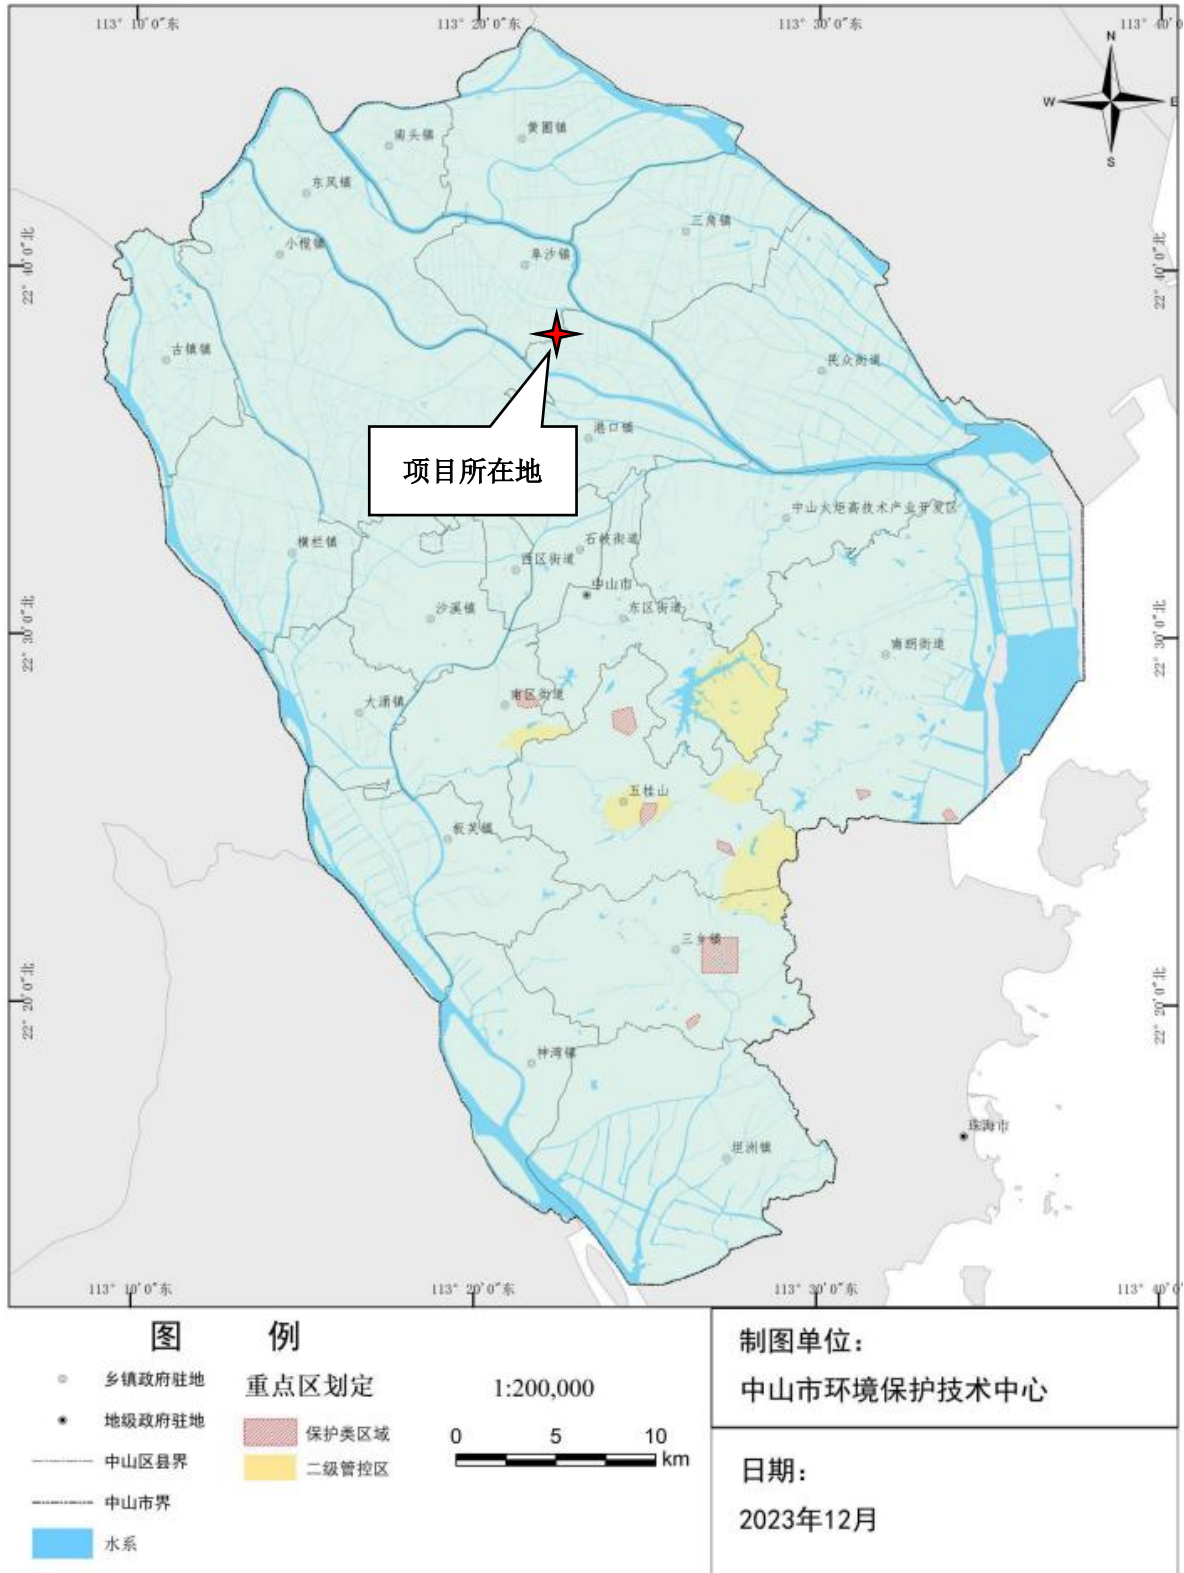 113° 10′0″东
113° 20′0″东
113° 30′0″东
113° 40′0″
N
W
E
S
南头镇
黄圃镇
东凤镇
三角镇
小榄镇
阜沙镇
22° 40′0″北
22° 40′0″北
古镇镇
民众街道
港口镇
项目所在地
中山火炬高技术产业开发区
横栏镇
石岐街道
西区街道
中山市
沙溪镇
东区街道
22° 30′0″北
22° 30′0″北
南朗街道
大涌镇
南区街道
五桂山
板芙镇
三乡镇
22° 20′0″北
22° 20′0″北
神湾镇
珠海市
坦洲镇
113° 10′0″东
113° 20′0″东
113° 30′0″东
113° 40′0″
图 例
乡镇政府驻地
地级政府驻地
中山区县界
中山市界
水系
重点区划定
保护类区域
二级管控区
1:200,000
0 5 10
km
制图单位：
中山市环境保护技术中心
日期：
2023年12月